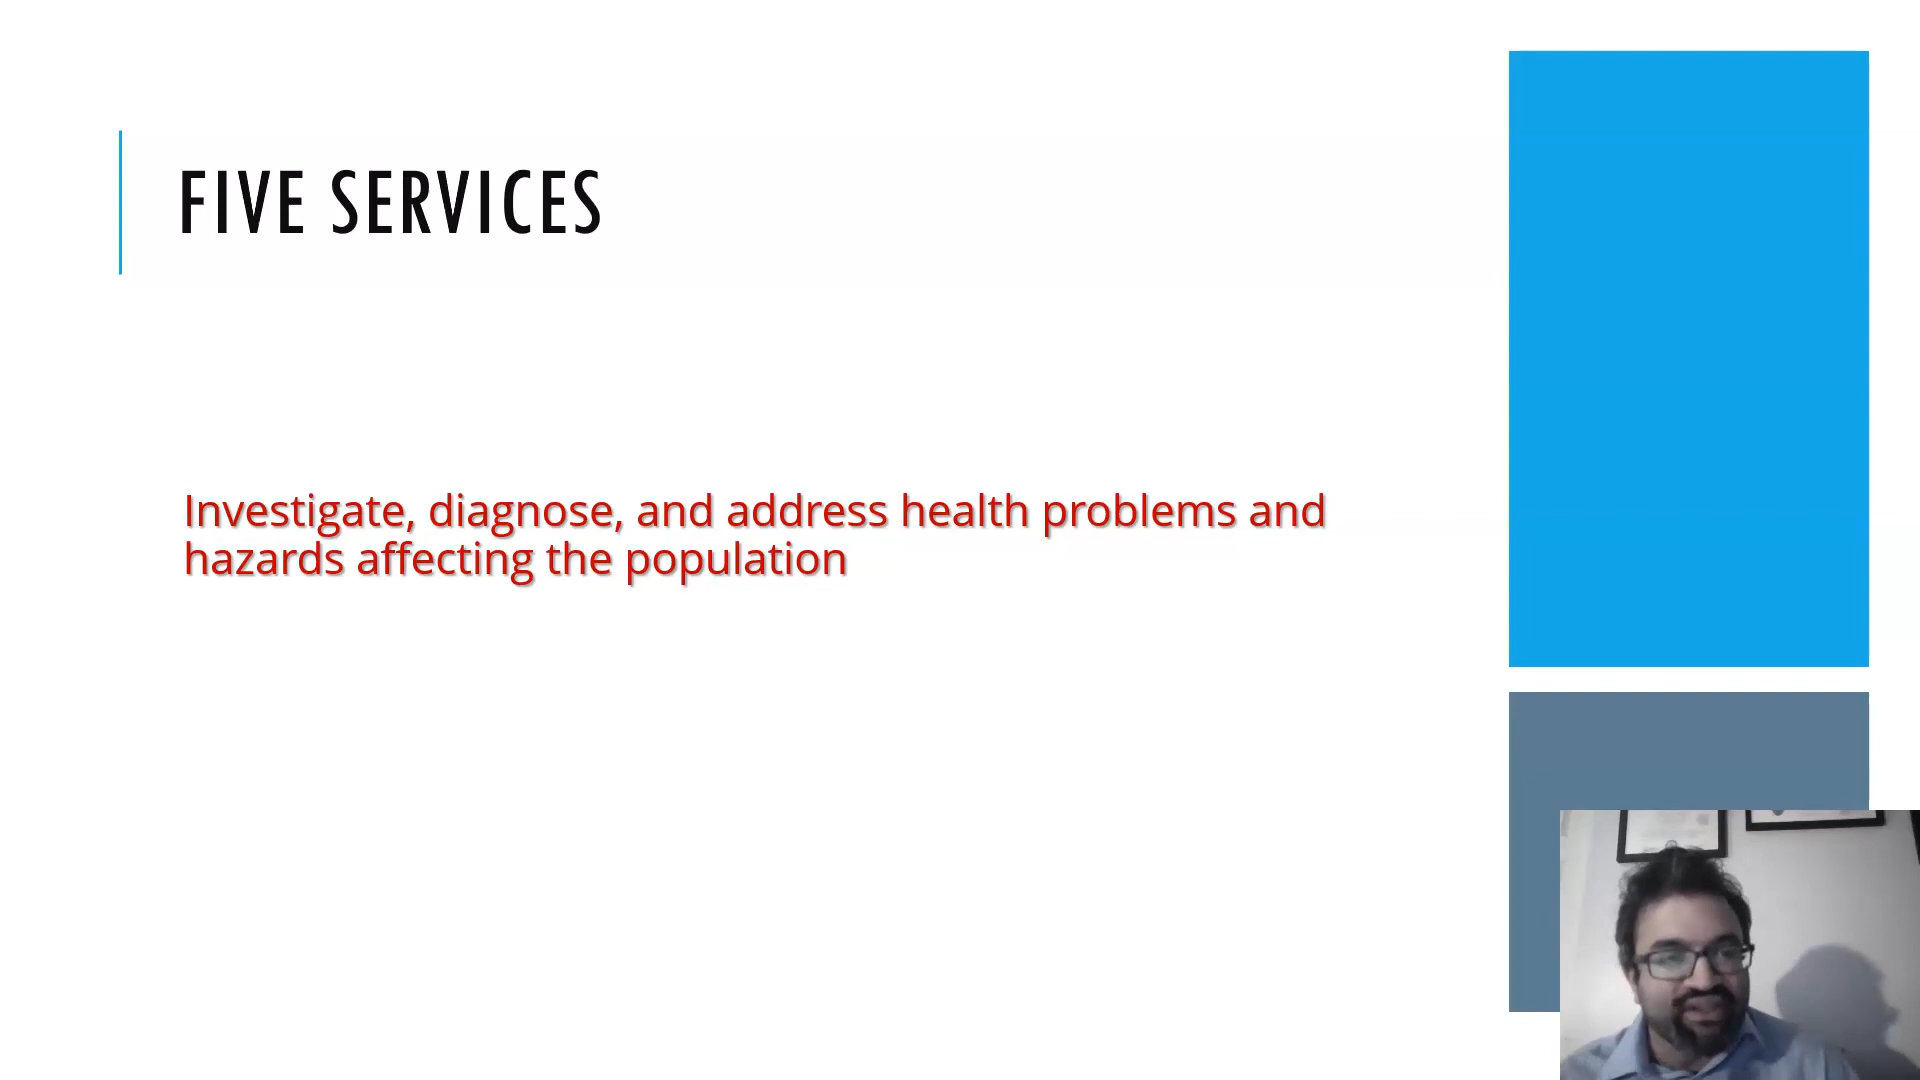 FIVE SERVICES
Investigate, diagnose, and address health problems and
hazards affecting the population